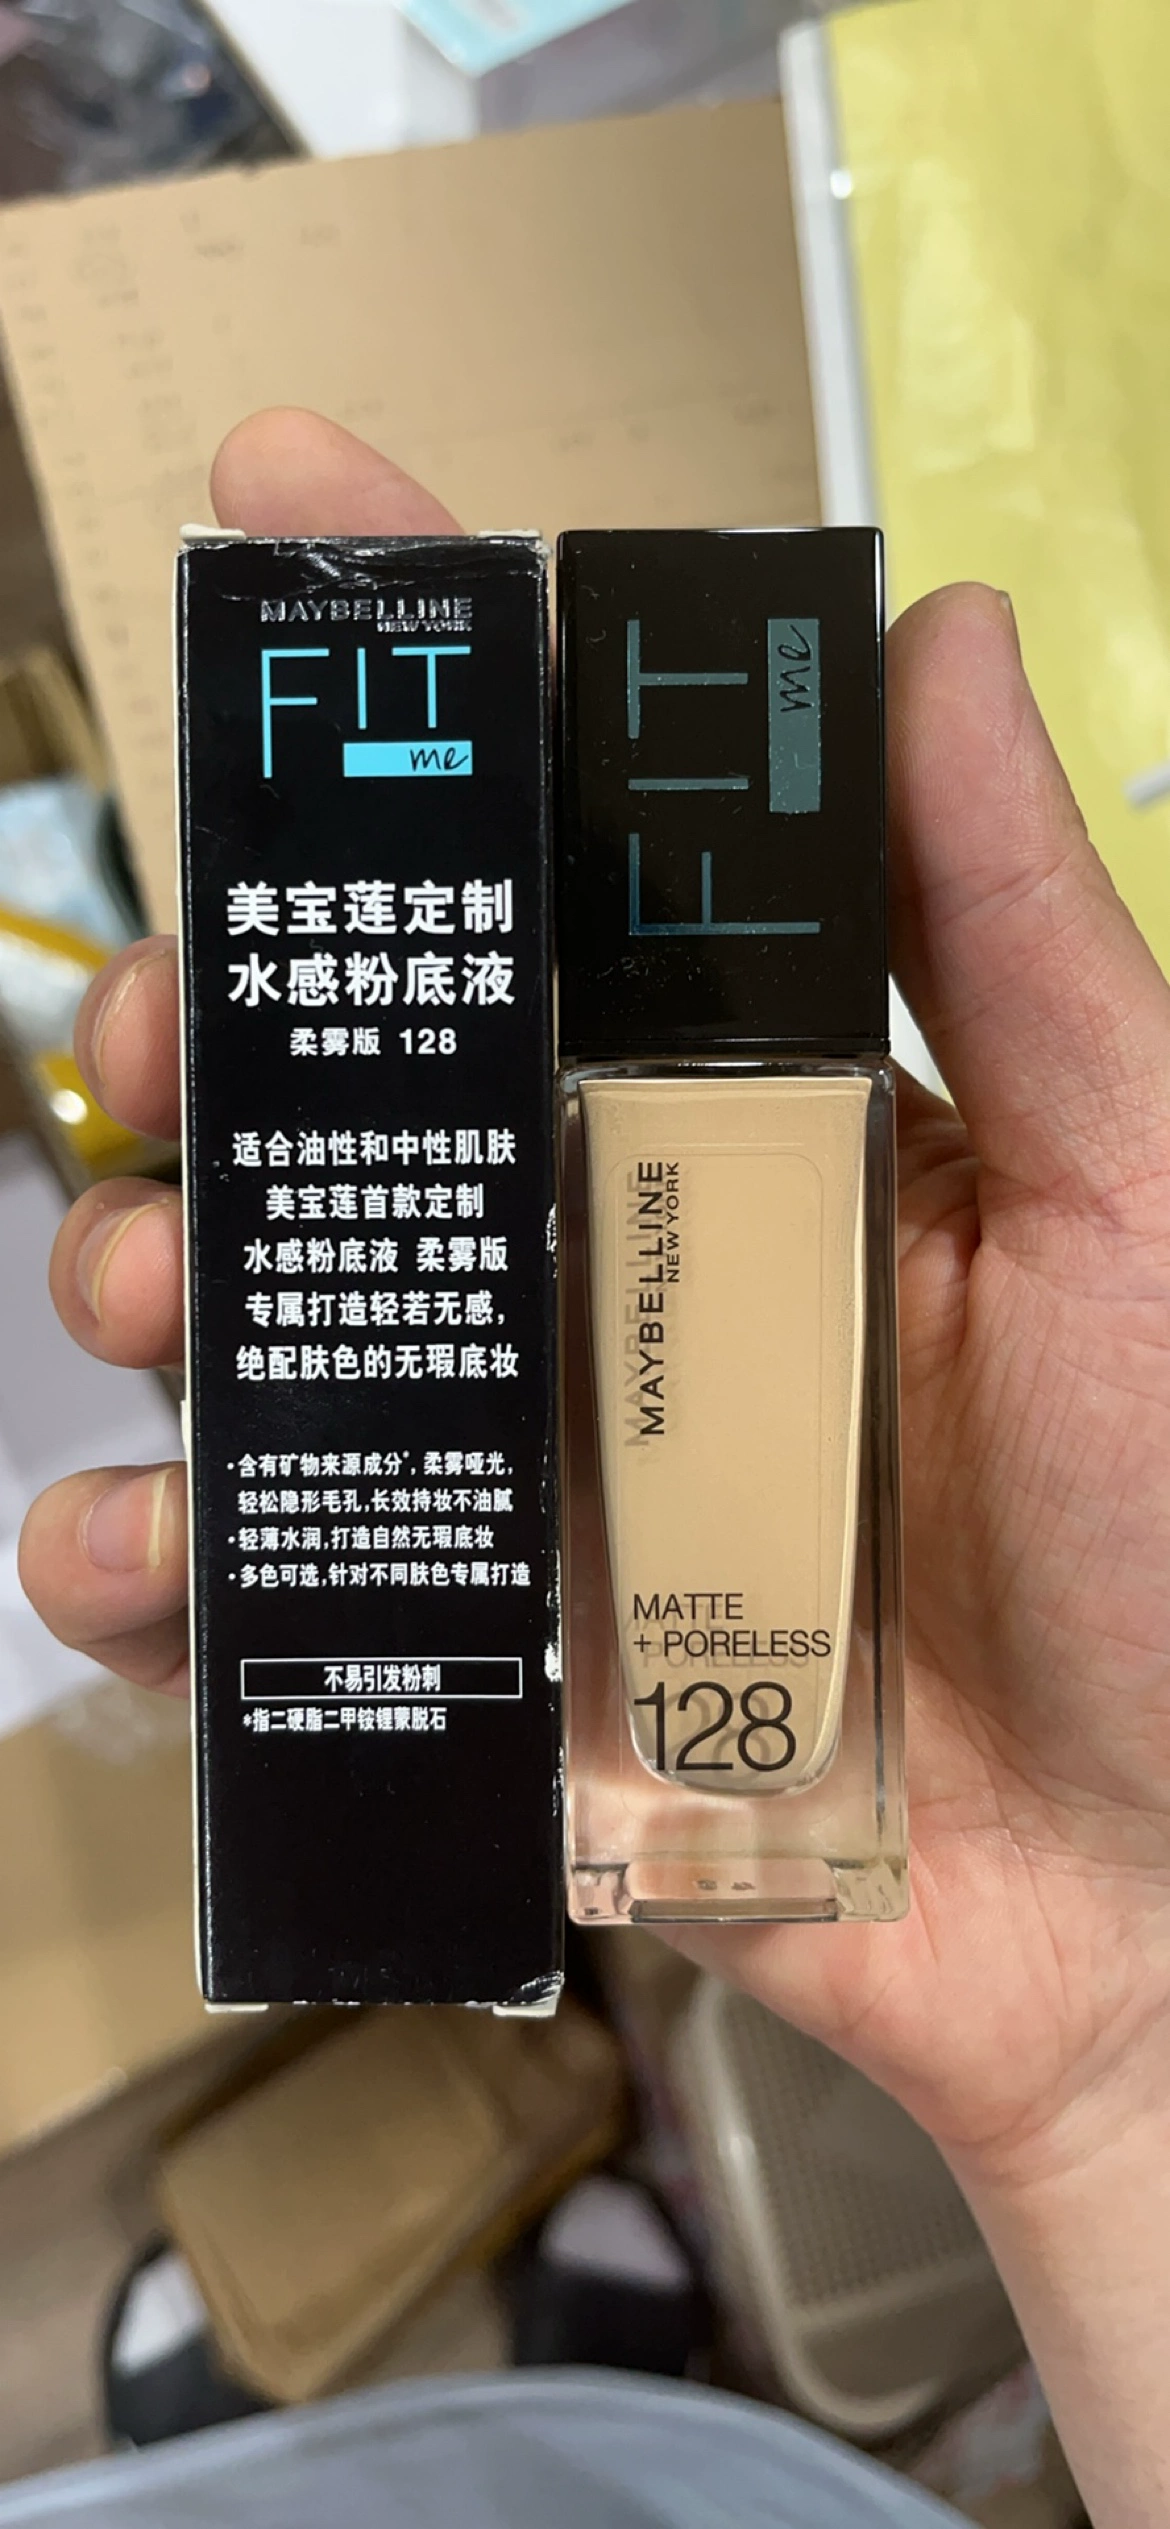 MAYBELLINE
NEW YORK
FIT
me
美宝莲定制
水感粉底液
柔雾版 128
适合油性和中性肌肤
美宝莲首款定制
水感粉底液 柔雾版
专属打造轻若无感,
绝配肤色的无瑕底妆
·含有矿物来源成分*,柔雾哑光,
轻松隐形毛孔,长效持妆不油腻
·轻薄水润,打造自然无瑕底妆
·多色可选,针对不同肤色专属打造
不易引发粉刺
*指二硬脂二甲铵锂蒙脱石
FIT
me
MAYBELLINE
NEW YORK
MATTE
+ PORELESS
128